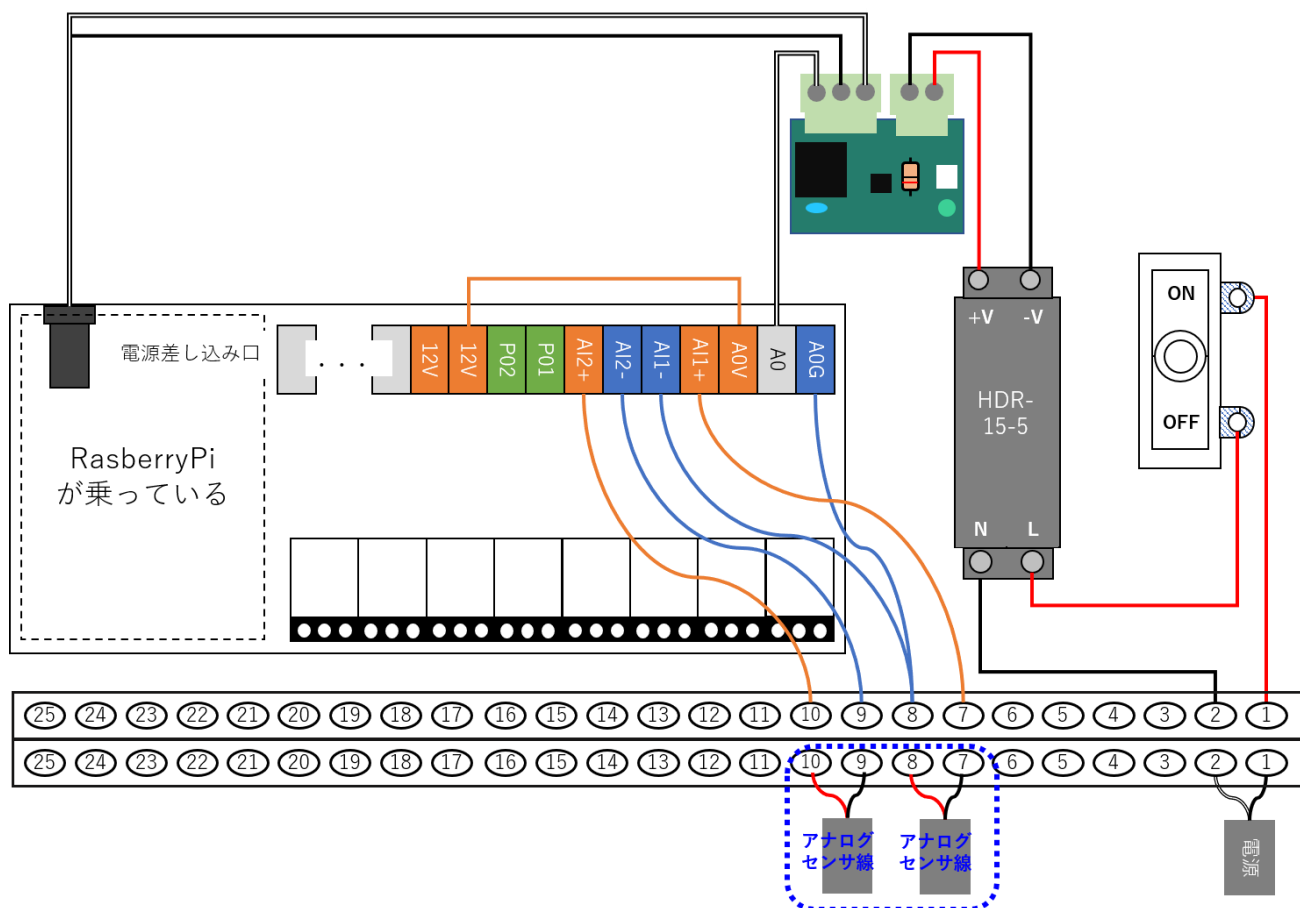 ON
OFF
+V
-V
HDR-
15-5
N
L
電源差し込み口
・・・
12V
12V
P02
P01
AI2+
AI2-
AI1-
AI1+
A0V
A0
A0G
RasberryPi
が乗っている
25 24 23 22 21 20 19 18 17 16 15 14 13 12 11 10 9 8 7 6 5 4 3 2 1
25 24 23 22 21 20 19 18 17 16 15 14 13 12 11 10 9 8 7 6 5 4 3 2 1
アナログ
センサ線
アナログ
センサ線
電源